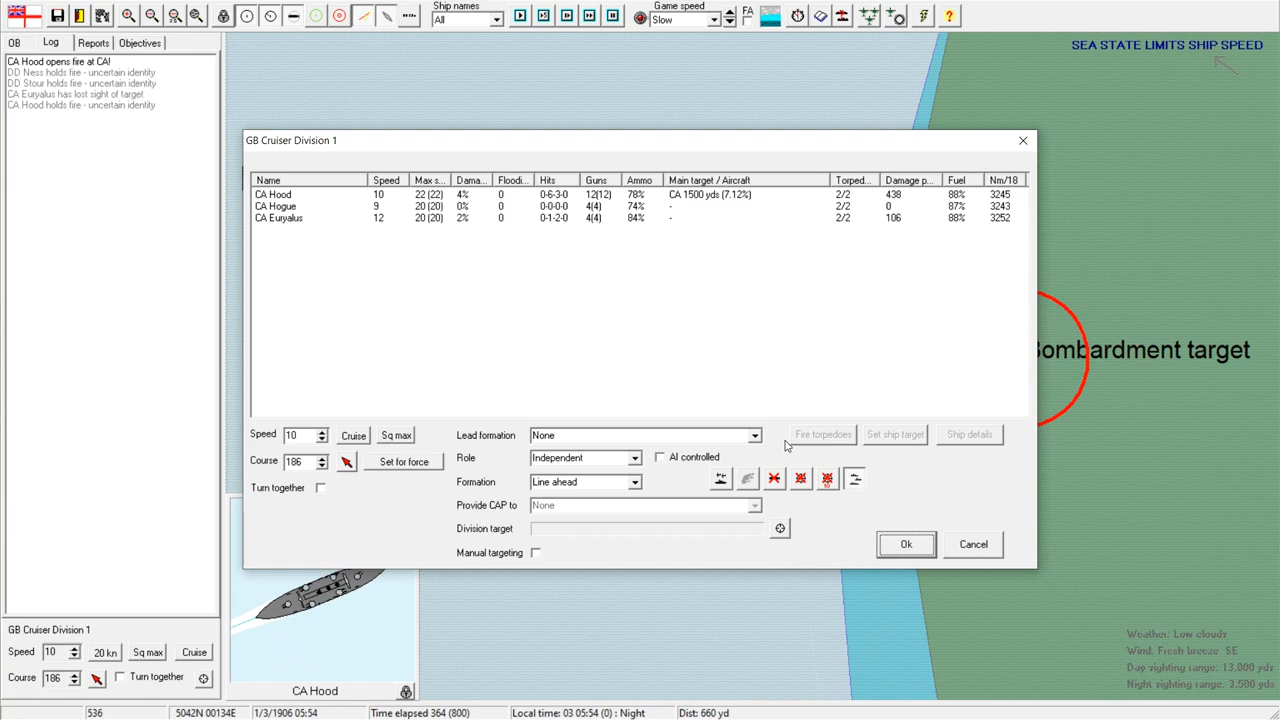 Ship names
All
Game speed
Slow
FA
OB
Log
Reports
Objectives
SEA STATE LIMITS SHIP SPEED
CA Hood opens fire at CA!
DD Ness holds fire - uncertain identity
DD Stour holds fire - uncertain identity
CA Euryalus has lost sight of target
CA Hood holds fire - uncertain identity
GB Cruiser Division 1
Name Speed Max s... Dama... Floodi... Hits Guns Ammo Main target / Aircraft Torped... Damage p... Fuel Nm/18
CA Hood 10 22 (22) 4% 0 0-6-3-0 12(12) 78% CA 1500 yds (7.12%) 2/2 438 88% 3245
CA Hogue 9 20 (20) 0% 0 0-0-0-0 4(4) 74% - 2/2 0 87% 3243
CA Euryalus 12 20 (20) 2% 0 0-1-2-0 4(4) 84% - 2/2 106 88% 3252
Bombardment target
Speed 10 Cruise Sq max
Course 186 Set for force
Turn together
Lead formation None
Role Independent AI controlled
Formation Line ahead
Provide CAP to None
Division target
Manual targeting
Fire torpedoes Set ship target Ship details
10
Ok Cancel
GB Cruiser Division 1
Speed 10 20 kn Sq max Cruise
Course 186 Turn together
CA Hood
Weather: Low clouds
Wind: Fresh breeze SE
Day sighting range: 13,000 yds
Night sighting range: 3,500 yds
536 5042N 00134E 1/3/1906 05:54 Time elapsed 364 (800) Local time: 03 05:54 (0) : Night Dist: 660 yd